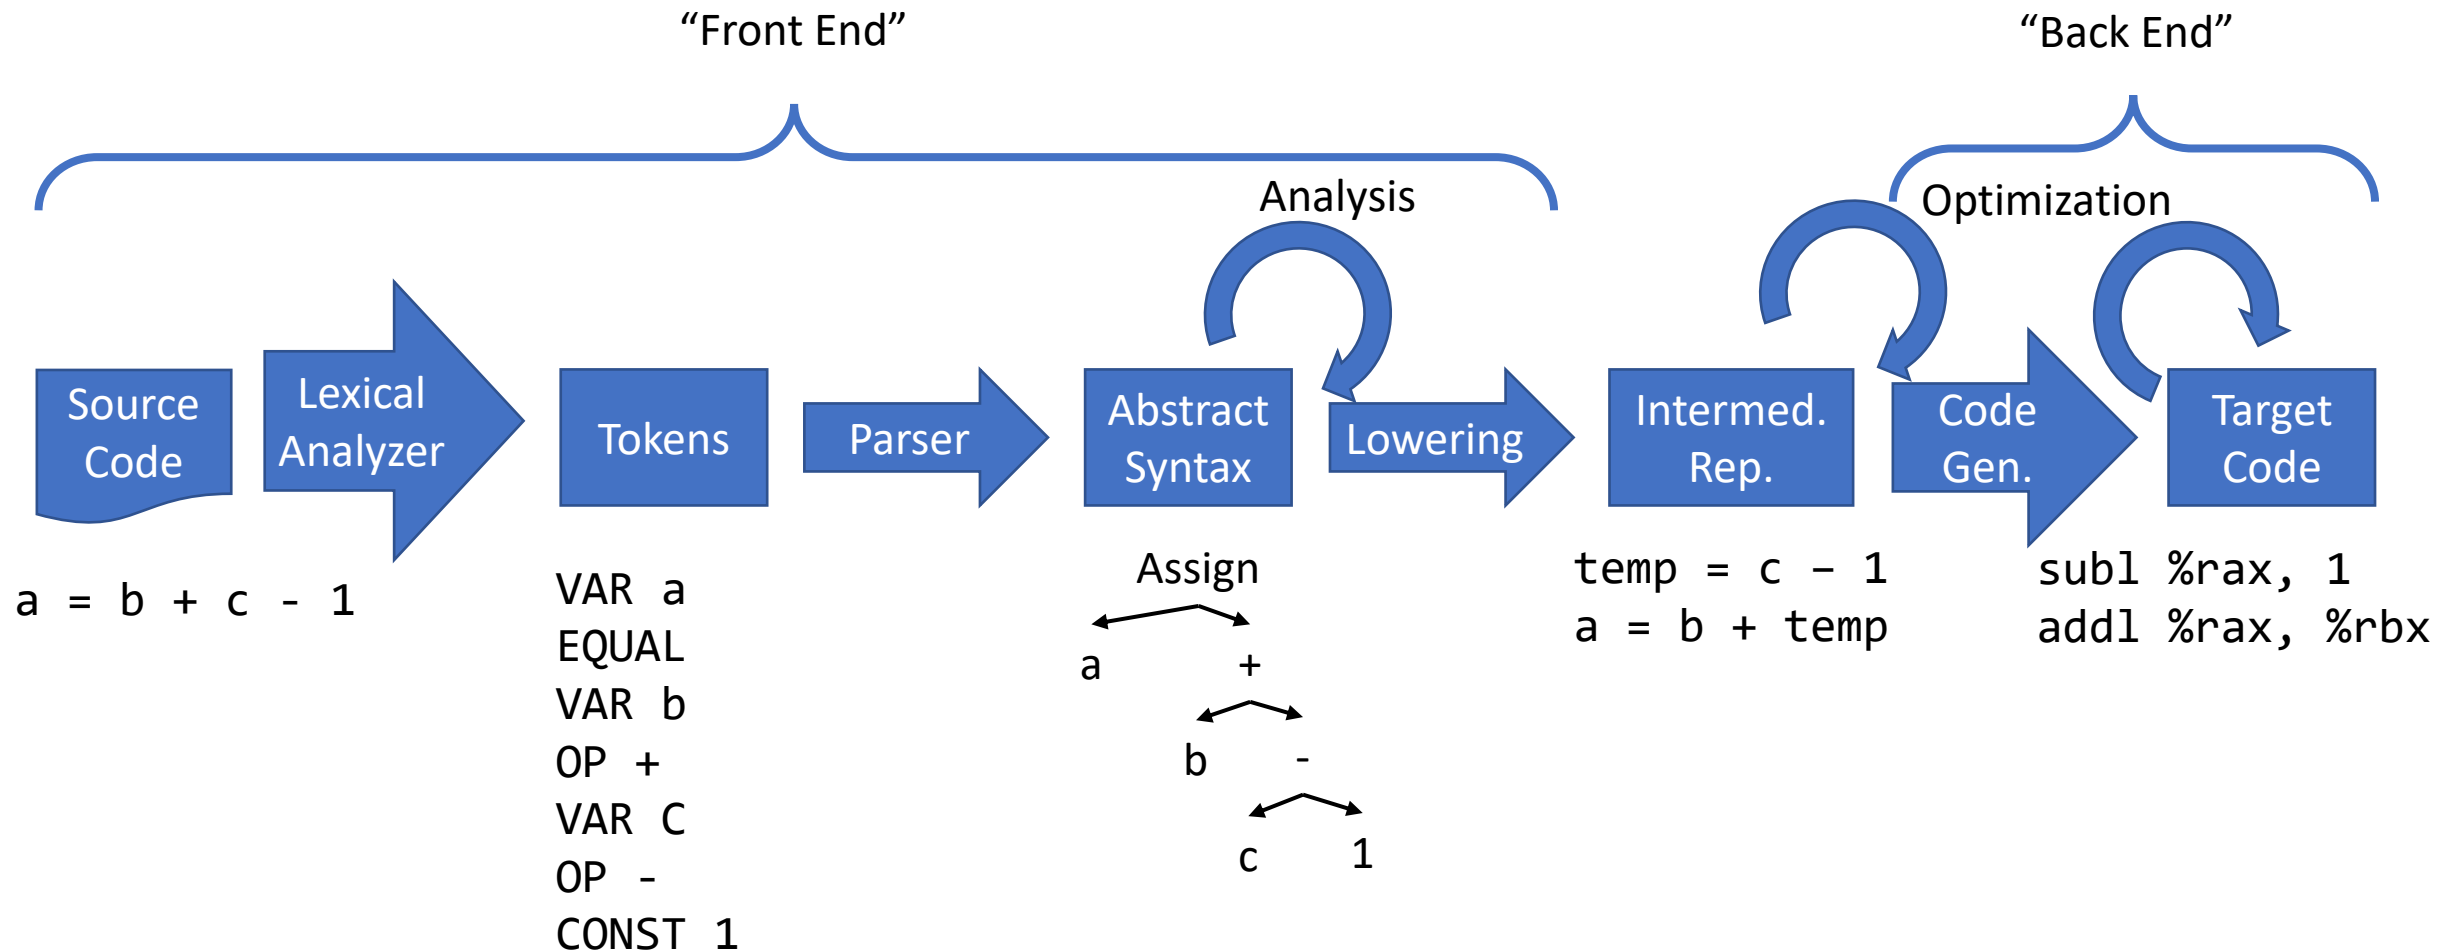 “Front End”
“Back End”
Analysis
Optimization
Source
Code
Lexical
Analyzer
Tokens
Parser
Abstract
Syntax
Lowering
Intermed.
Rep.
Code
Gen.
Target
Code
a = b + c - 1
VAR a
EQUAL
VAR b
OP +
VAR C
OP -
CONST 1
Assign
a +
b -
c 1
temp = c – 1
a = b + temp
subl %rax, 1
addl %rax, %rbx